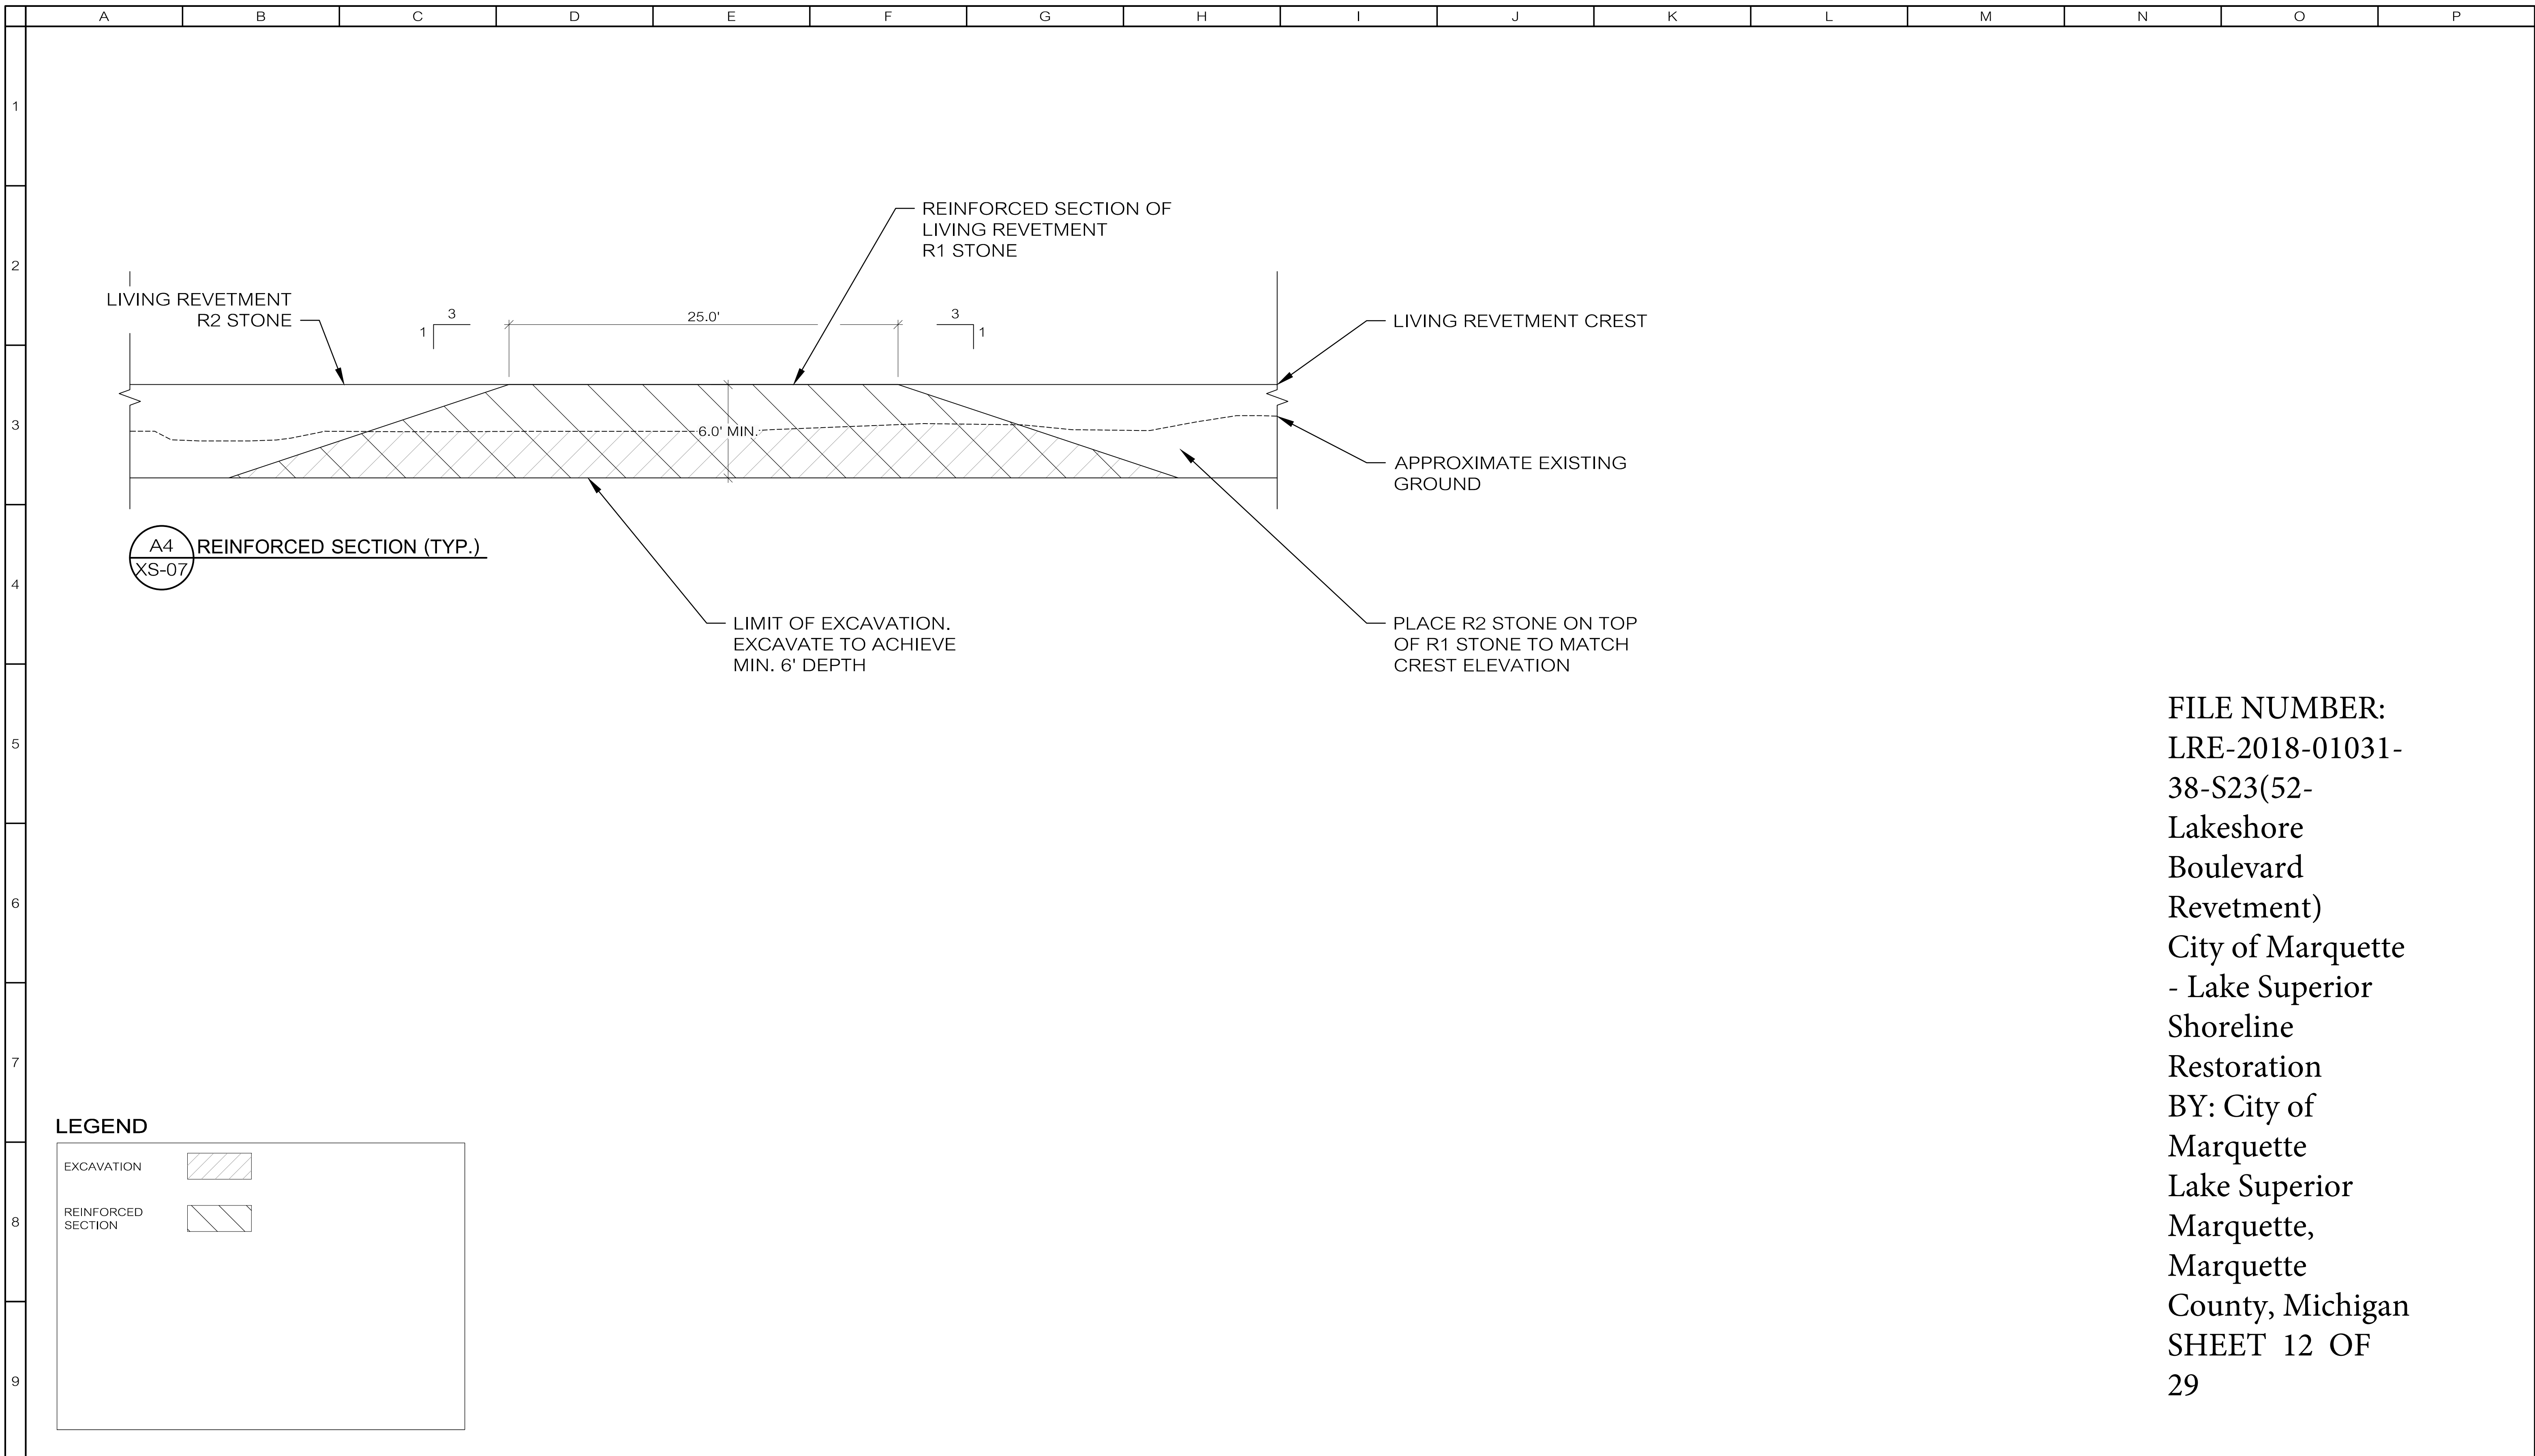 A B C D E F G H I J K L M N O P
1
2
3
4
5
6
7
8
9
REINFORCED SECTION OF
LIVING REVETMENT
R1 STONE
LIVING REVETMENT
R2 STONE
3
1
25.0'
3
1
LIVING REVETMENT CREST
6.0' MIN.
APPROXIMATE EXISTING
GROUND
A4
XS-07
REINFORCED SECTION (TYP.)
LIMIT OF EXCAVATION.
EXCAVATE TO ACHIEVE
MIN. 6' DEPTH
PLACE R2 STONE ON TOP
OF R1 STONE TO MATCH
CREST ELEVATION
FILE NUMBER:
LRE-2018-01031-
38-S23(52-
Lakeshore
Boulevard
Revetment)
City of Marquette
- Lake Superior
Shoreline
Restoration
BY: City of
Marquette
Lake Superior
Marquette,
Marquette
County, Michigan
SHEET 12 OF
29
LEGEND
EXCAVATION
REINFORCED
SECTION